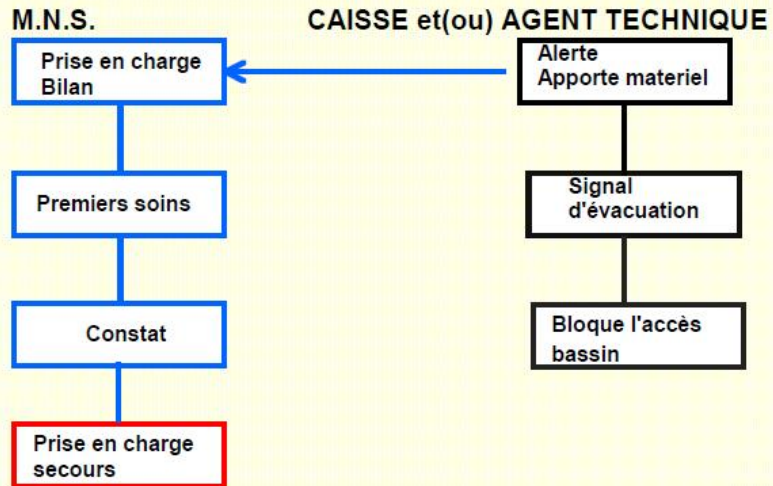 M.N.S.
CAISSE et(ou) AGENT TECHNIQUE
Prise en charge
Bilan
Alerte
Apporte materiel
Premiers soins
Signal
d'évacuation
Constat
Bloque l'accès
bassin
Prise en charge
secours